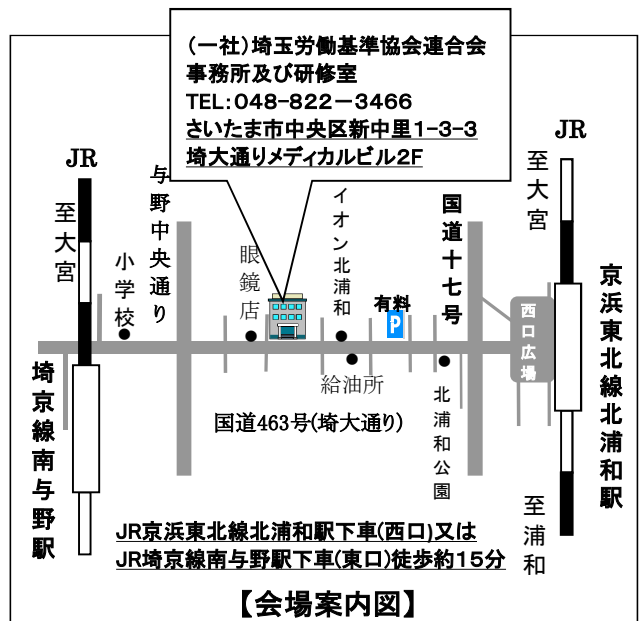 (一社)埼玉労働基準協会連合会
事務所及び研修室
TEL:048-822-3466
さいたま市中央区新中里1-3-3
埼大通りメディカルビル2F
JR
至大宮
小学校
与野中央通り
眼鏡店
イオン北浦和
有料
P
国道十七号
JR
至大宮
西口広場
京浜東北線北浦和駅
埼京線南与野駅
給油所
北浦和公園
国道463号(埼大通り)
至浦和
JR京浜東北線北浦和駅下車(西口)又は
JR埼京線南与野駅下車(東口)徒歩約15分
【会場案内図】